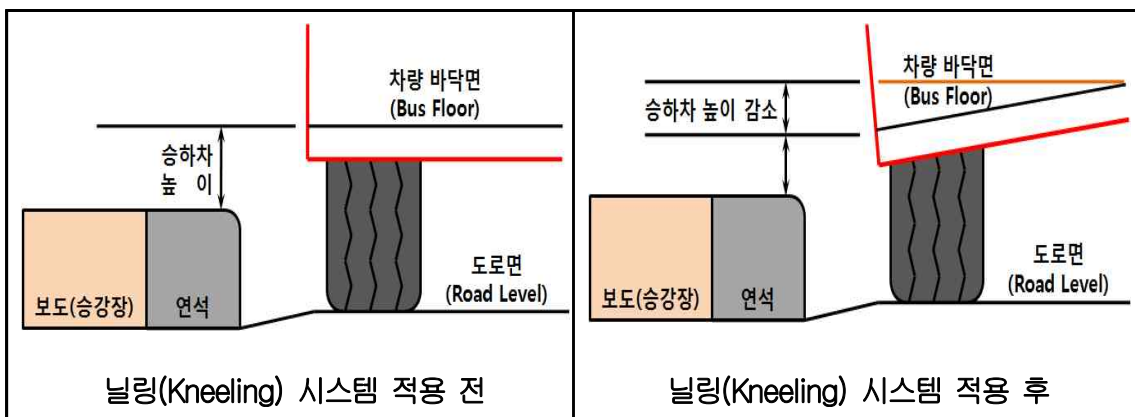 차량 바닥면
(Bus Floor)
승하차
높 이
도로면
(Road Level)
보도(승강장)
연석
닐링(Kneeling) 시스템 적용 전
차량 바닥면
(Bus Floor)
승하차 높이 감소
도로면
(Road Level)
보도(승강장)
연석
닐링(Kneeling) 시스템 적용 후